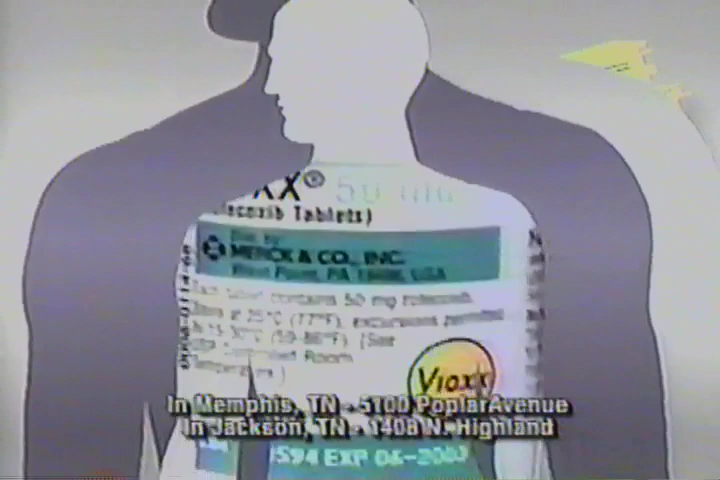 XX® 50 mg
Tablets)
MERCK & CO., INC.
West Point, PA 19486, USA
Each tablet contains 50 mg rofecoxib.
Store at 25°C (77°F), excursions permitted
to 15-30°C (59-86°F). [See
USP Controlled Room
Temperature.]
VIOXX
In Memphis, TN - 5100 PoplarAvenue
In Jackson, TN - 1408 N. Highland
594 EXP 06-2003